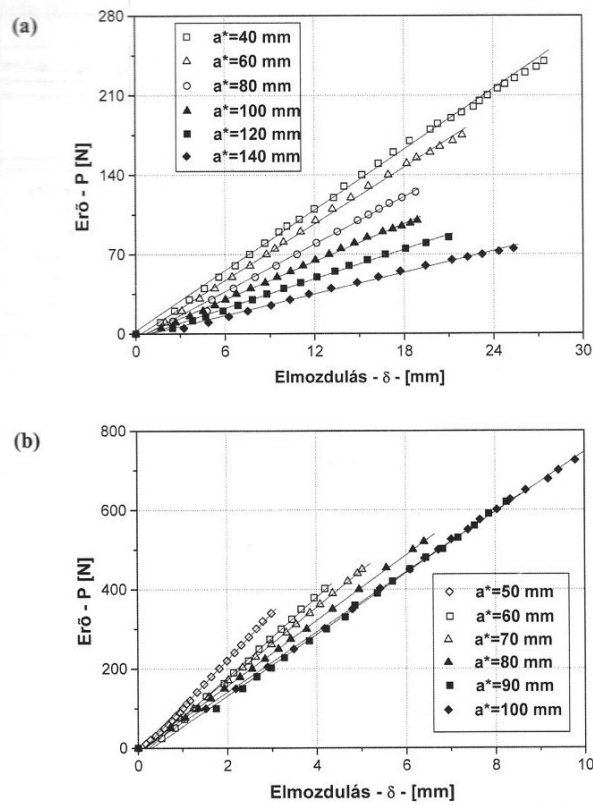 (a)
280
210
140
70
0
Erő - P [N]
a*=40 mm
a*=60 mm
a*=80 mm
a*=100 mm
a*=120 mm
a*=140 mm
0 6 12 18 24 30
Elmozdulás - δ - [mm]
(b)
800
600
400
200
0
Erő - P [N]
a*=50 mm
a*=60 mm
a*=70 mm
a*=80 mm
a*=90 mm
a*=100 mm
0 2 4 6 8 10
Elmozdulás - δ - [mm]